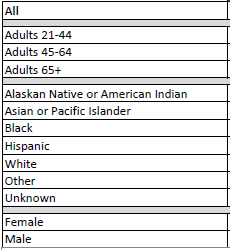 All
Adults 21-44
Adults 45-64
Adults 65+
Alaskan Native or American Indian
Asian or Pacific Islander
Black
Hispanic
White
Other
Unknown
Female
Male